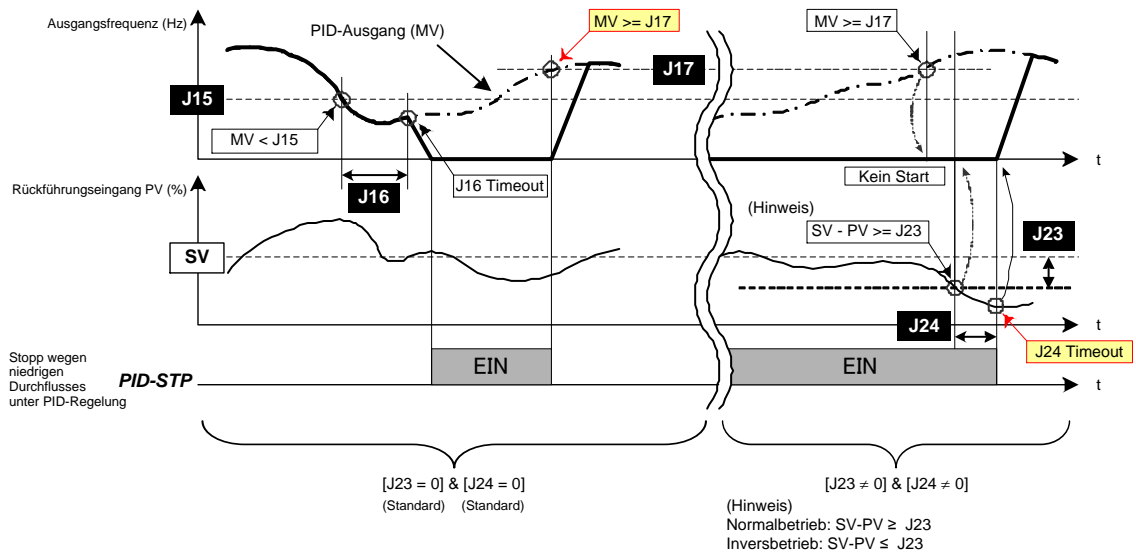 Ausgangsfrequenz (Hz)
PID-Ausgang (MV)
MV >= J17
MV >= J17
J17
J15
MV < J15
t
J16 Timeout
Kein Start
J16
Rückführungseingang PV (%)
(Hinweis)
SV - PV >= J23
J23
SV
J24
t
J24 Timeout
Stopp wegen
niedrigen
Durchflusses
unter PID-Regelung
PID-STP
EIN
EIN
t
[J23 = 0] & [J24 = 0]
(Standard) (Standard)
[J23 ≠ 0] & [J24 ≠ 0]
(Hinweis)
Normalbetrieb: SV-PV ≥ J23
Inversbetrieb: SV-PV ≤ J23